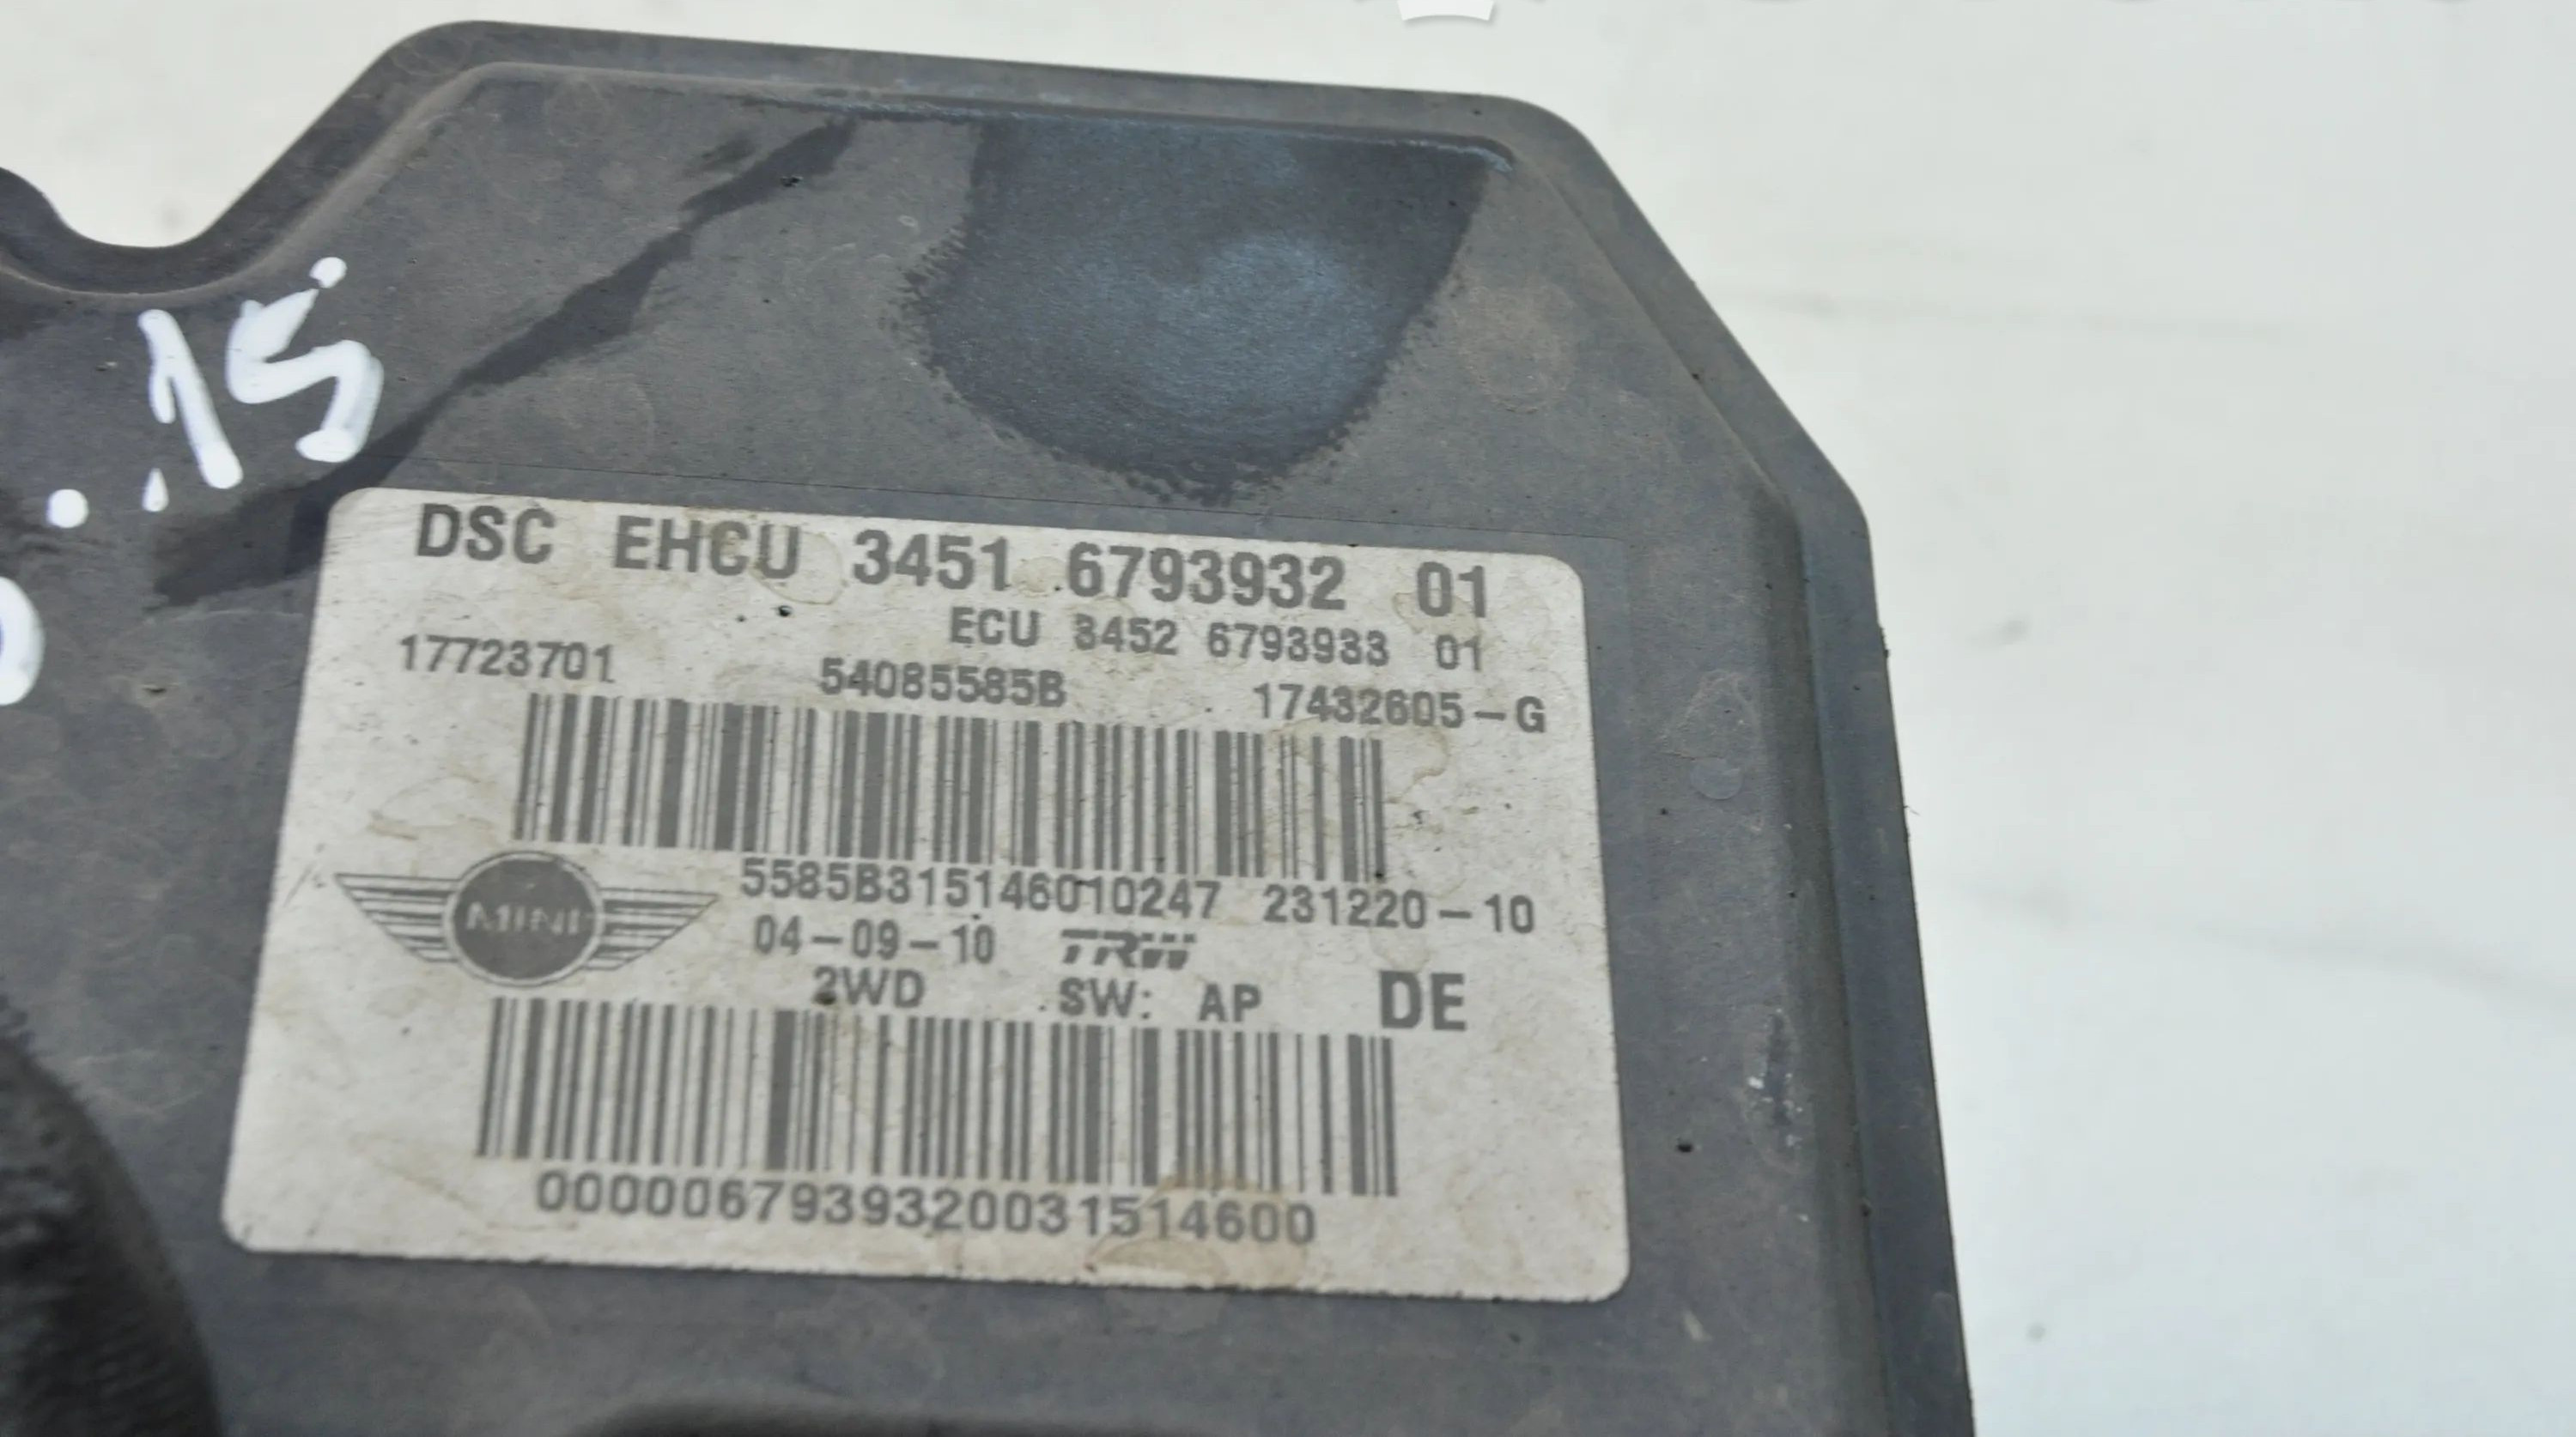 .15
DSC EHCU 3451 6793932 01
ECU 3452 6793933 01
17723701 54085585B 17432605-G
5585B315146010247 231220-10
MINI
04-09-10 TRW
2WD SW: AP DE
0000067939320031514600